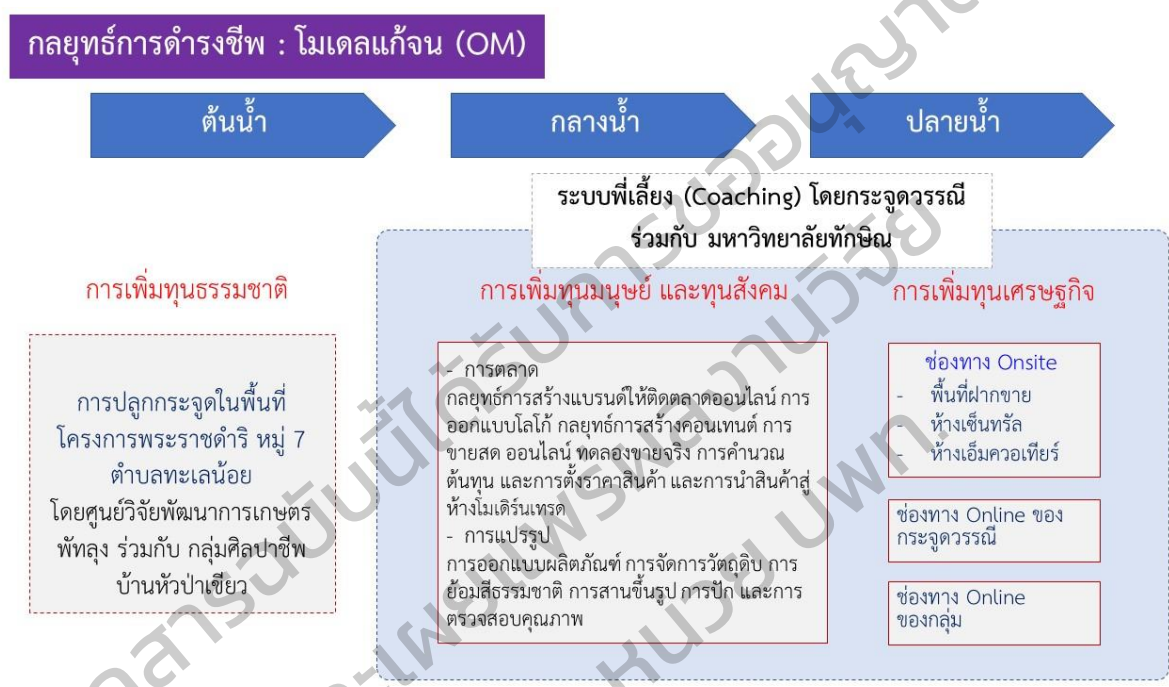 กลยุทธ์การดำรงชีพ : โมเดลแก้จน (OM)
ต้นน้ำ
กลางน้ำ
ปลายน้ำ
ระบบพี่เลี้ยง (Coaching) โดยกระจูดวรรณี
ร่วมกับ มหาวิทยาลัยทักษิณ
การเพิ่มทุนธรรมชาติ
การปลูกกระจูดในพื้นที่
โครงการพระราชดำริ หมู่ 7
ตำบลทะเลน้อย
โดยศูนย์วิจัยพัฒนาการเกษตร
พัทลุง ร่วมกับ กลุ่มศิลปาชีพ
บ้านหัวป่าเขียว
การเพิ่มทุนมนุษย์ และทุนสังคม
- การตลาด
กลยุทธ์การสร้างแบรนด์ให้ติดตลาดออนไลน์ การ
ออกแบบโลโก้ กลยุทธ์การสร้างคอนเทนต์ การ
ขายสด ออนไลน์ ทดลองขายจริง การคำนวณ
ต้นทุน และการตั้งราคาสินค้า และการนำสินค้าสู่
ห้างโมเดิร์นเทรด
- การแปรรูป
การออกแบบผลิตภัณฑ์ การจัดการวัตถุดิบ การ
ย้อมสีธรรมชาติ การสานขึ้นรูป การปัก และการ
ตรวจสอบคุณภาพ
การเพิ่มทุนเศรษฐกิจ
ช่องทาง Onsite
- พื้นที่ฝากขาย
- ห้างเซ็นทรัล
- ห้างเอ็มควอเทียร์
ช่องทาง Online ของ
กระจูดวรรณี
ช่องทาง Online
ของกลุ่ม